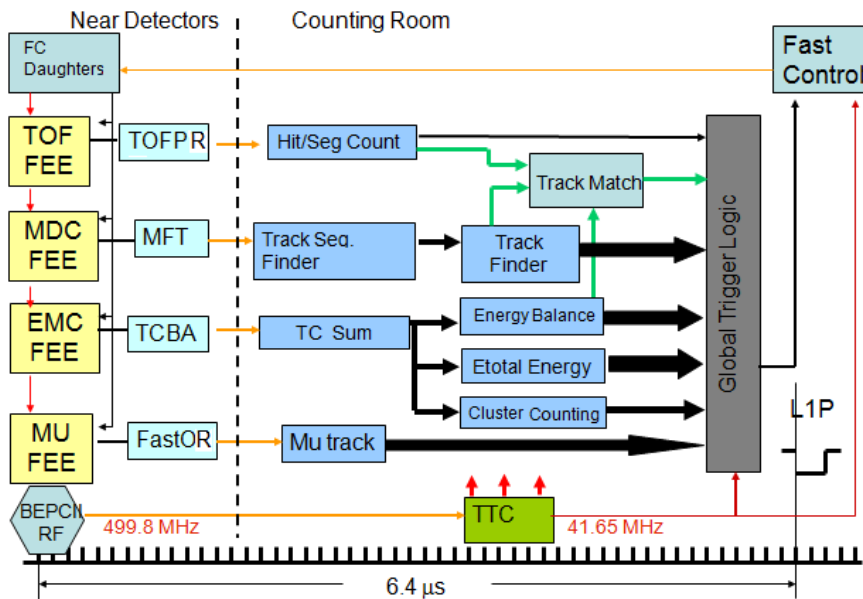 Near Detectors
Counting Room
FC
Daughters
Fast
Control
TOF
FEE
TOFPR
Hit/Seg Count
Track Match
MDC
FEE
MFT
Track Seg.
Finder
Track
Finder
Global Trigger Logic
EMC
FEE
TCBA
TC Sum
Energy Balance
Etotal Energy
Cluster Counting
L1P
MU
FEE
FastOR
Mu track
BEPCII
RF
499.8 MHz
TTC
41.65 MHz
6.4 µs